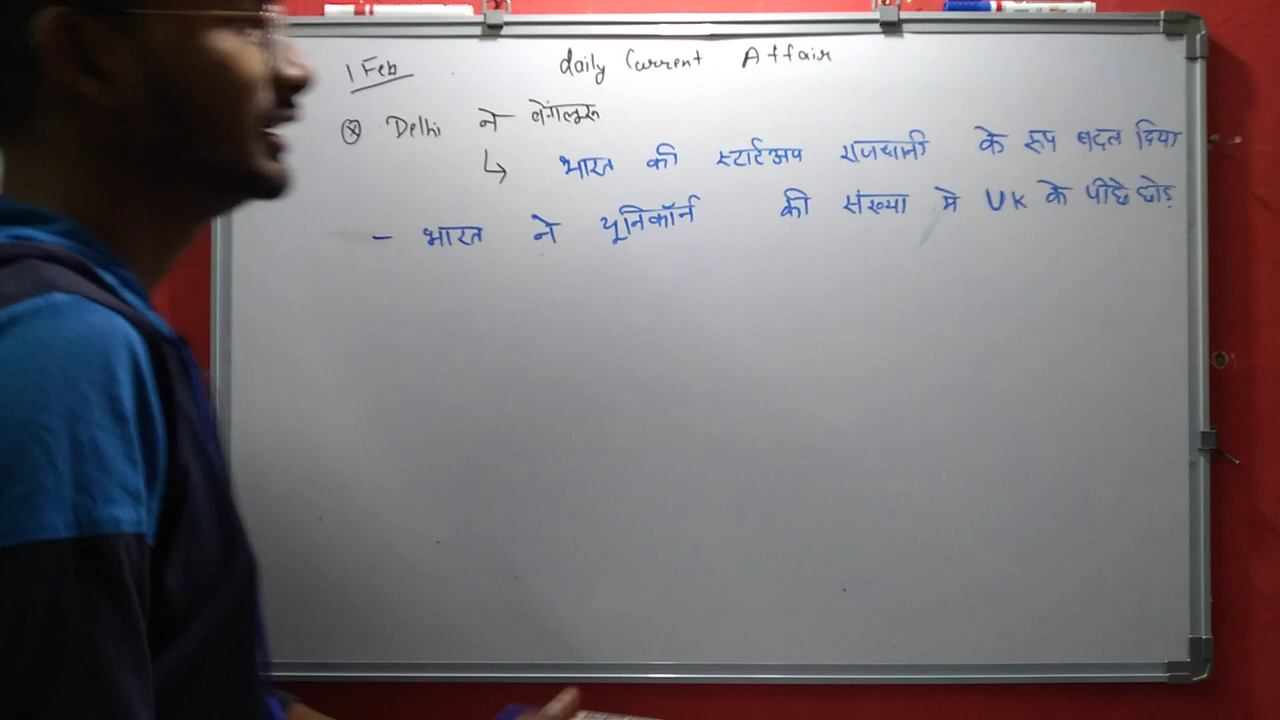 1 Feb daily Current Affair
Delhi ने बेंगलूरू
↳ भारत की स्टार्टअप राजधानी के रुप बदल दिया
- भारत ने यूनिकॉर्न की संख्या मे UK के पीछे छोड़